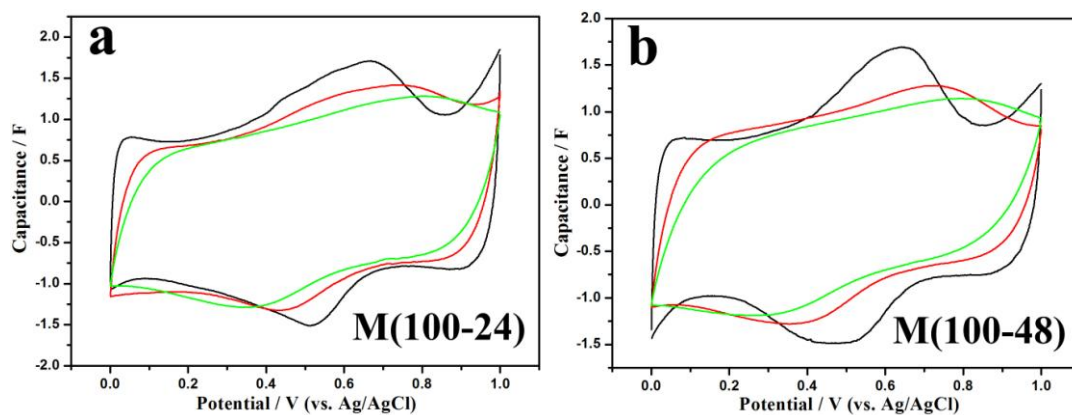 a
2.0
1.5
1.0
0.5
0.0
-0.5
-1.0
-1.5
-2.0
Capacitance / F
M(100-24)
0.0 0.2 0.4 0.6 0.8 1.0
Potential / V (vs. Ag/AgCl)
b
2.0
1.5
1.0
0.5
0.0
-0.5
-1.0
-1.5
Capacitance / F
M(100-48)
0.0 0.2 0.4 0.6 0.8 1.0
Potential / V (vs. Ag/AgCl)